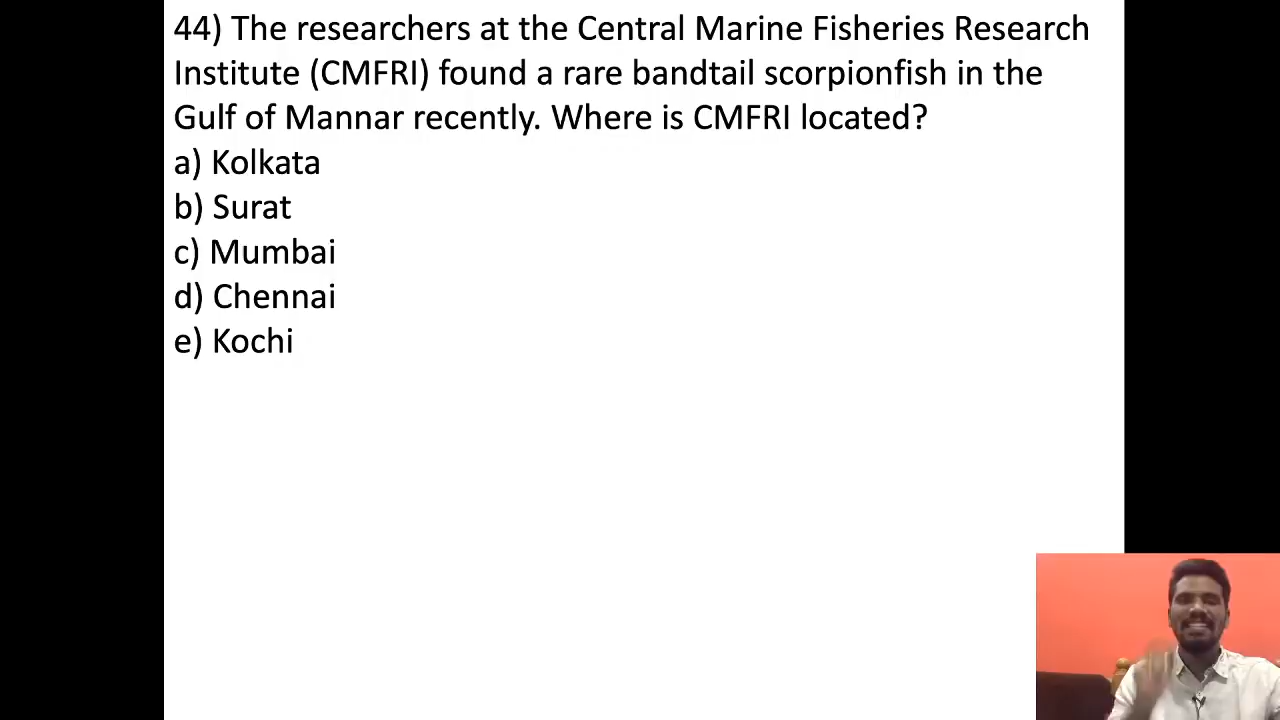 44) The researchers at the Central Marine Fisheries Research
Institute (CMFRI) found a rare bandtail scorpionfish in the
Gulf of Mannar recently. Where is CMFRI located?
a) Kolkata
b) Surat
c) Mumbai
d) Chennai
e) Kochi